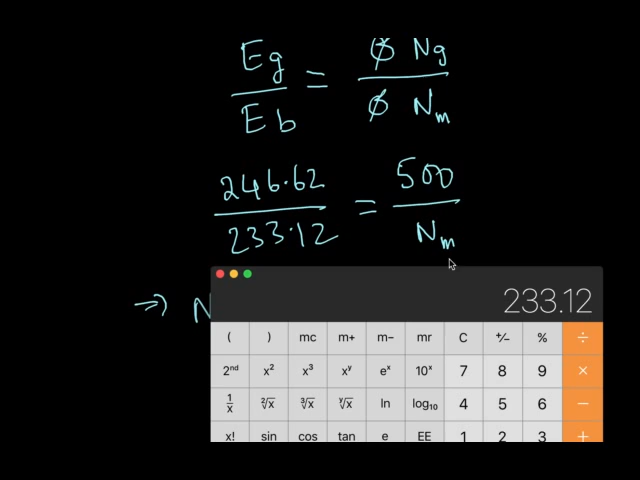 Eg / Eb = φ Ng / φ Nm
246.62 / 233.12 = 500 / Nm
⇒ N
233.12
( ) mc m+ m− mr C +/− % ÷
2nd x² x³ xʸ eˣ 10ˣ 7 8 9 ×
1/x ²√x ³√x ʸ√x ln log₁₀ 4 5 6 −
x! sin cos tan e EE 1 2 3 +